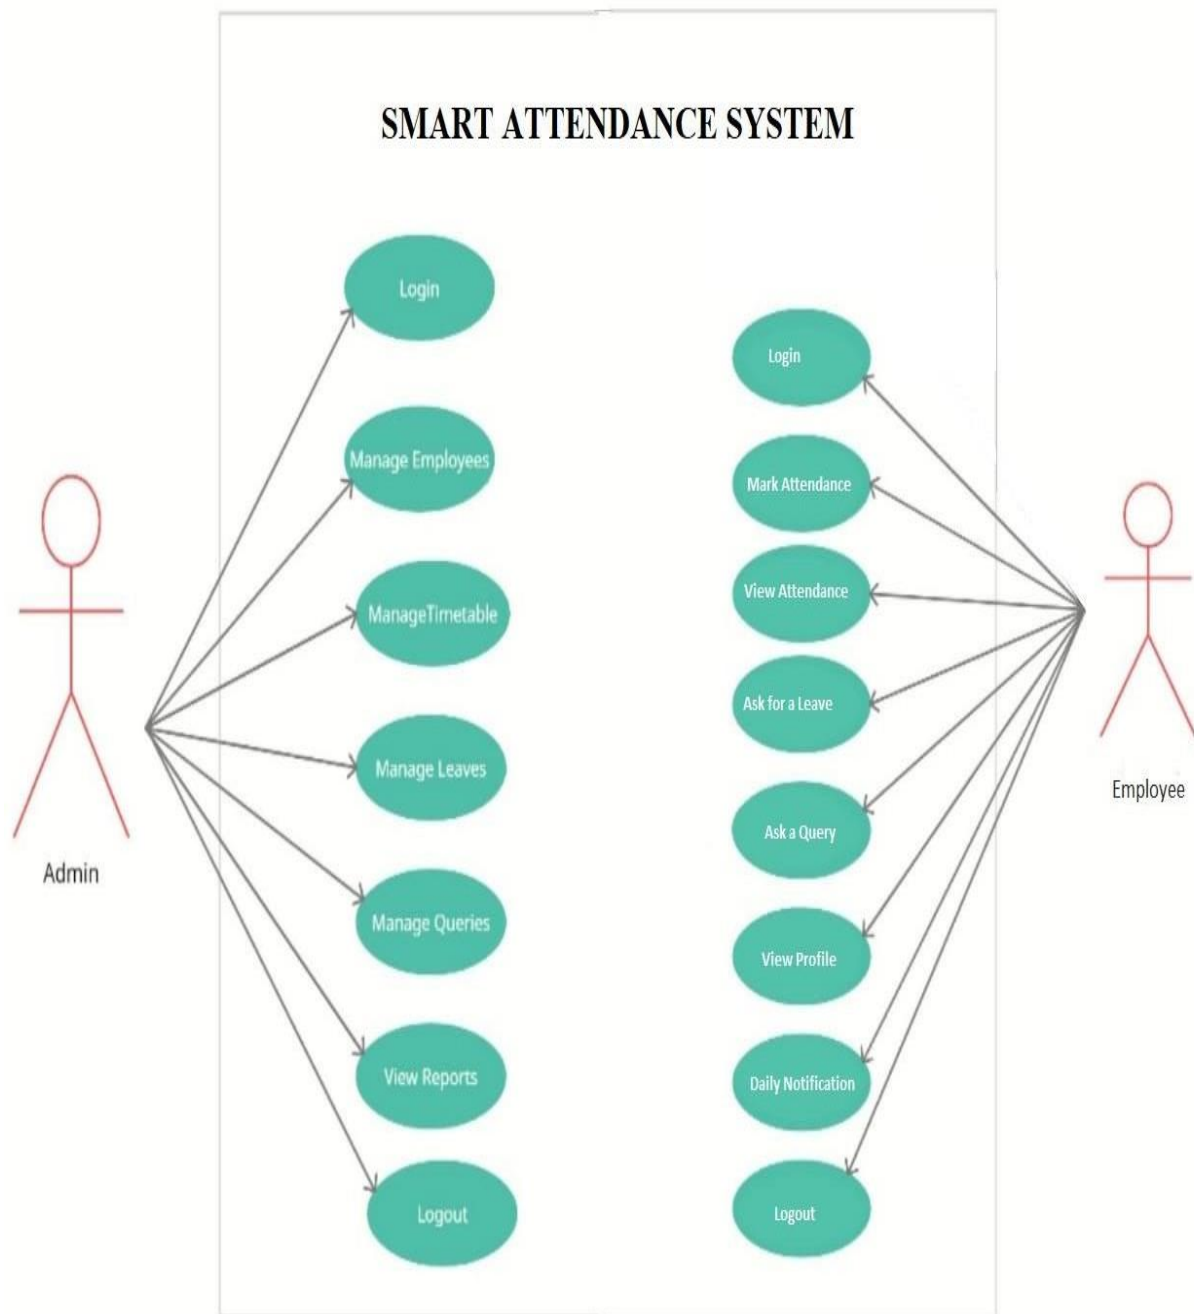 SMART ATTENDANCE SYSTEM
Login
Manage Employees
ManageTimetable
Manage Leaves
Manage Queries
View Reports
Logout
Admin
Login
Mark Attendance
View Attendance
Ask for a Leave
Ask a Query
View Profile
Daily Notification
Logout
Employee